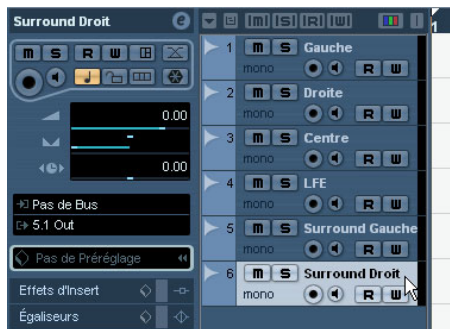 Surround Droit
e
m S R W
0.00
0.00
Pas de Bus
5.1 Out
Pas de Préréglage
Effets d'Insert
Égaliseurs
m S R W
1
1 m S Gauche
mono R W
2 m S Droite
mono R W
3 m S Centre
mono R W
4 m S LFE
mono R W
5 m S Surround Gauche
mono R W
6 m S Surround Droit
mono R W